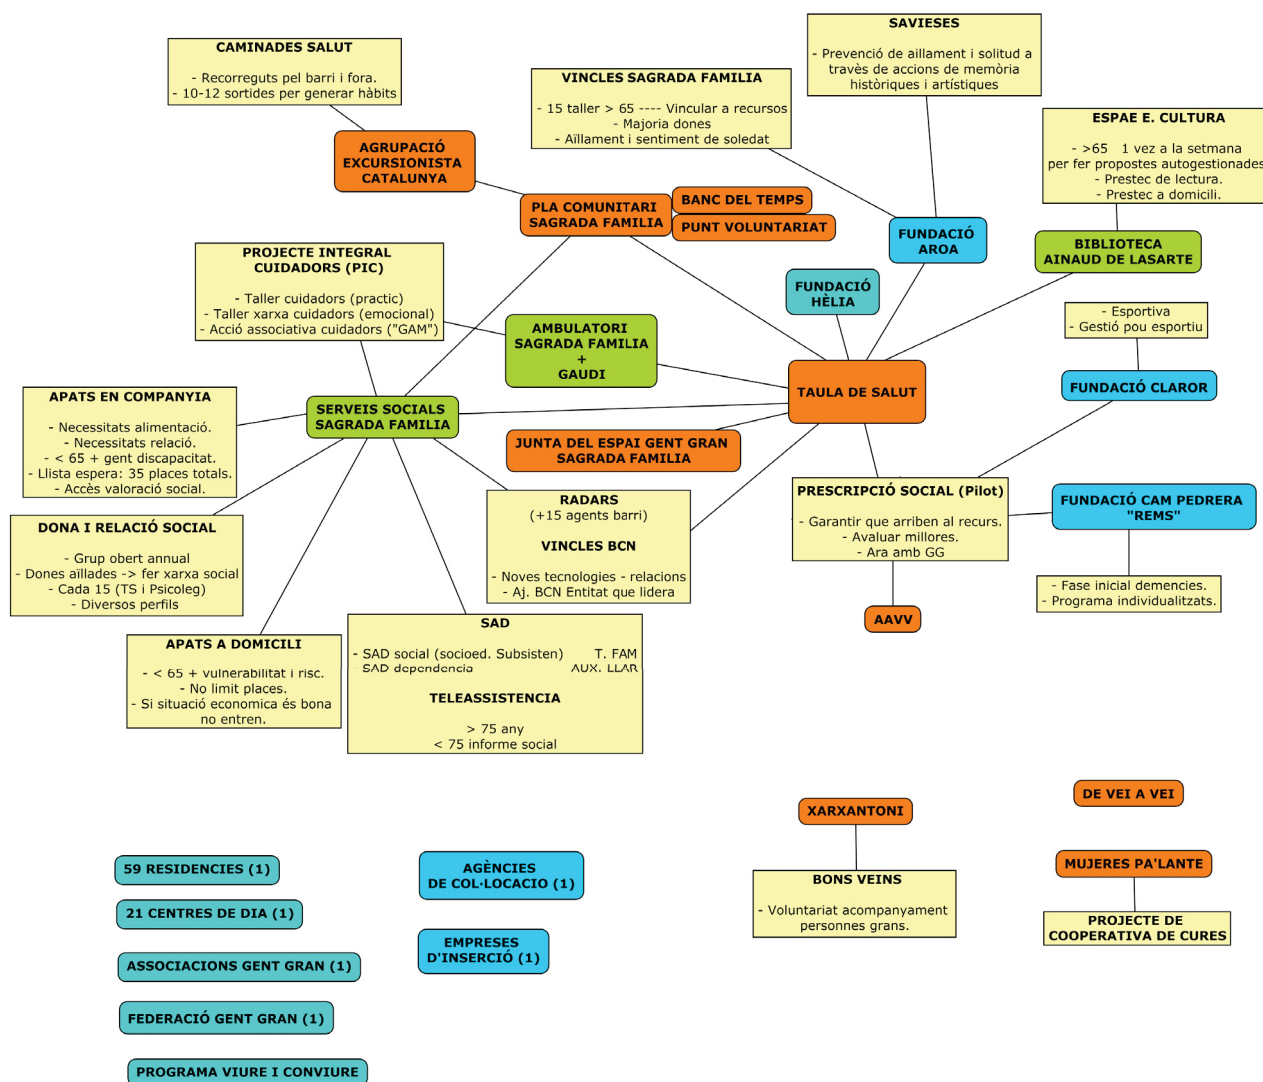 CAMINADES SALUT
- Recorreguts pel barri i fora.
- 10-12 sortides per generar hàbits
VINCLES SAGRADA FAMILIA
- 15 taller > 65 ---- Vincular a recursos
- Majoria dones
- Aïllament i sentiment de soledat
SAVIESES
- Prevenció de aillament i solitud a
travès de accions de memòria
històriques i artístiques
ESPAE E. CULTURA
- >65 1 vez a la setmana
per fer propostes autogestionades
- Prestec de lectura.
- Prestec a domicili.
AGRUPACIÓ
EXCURSIONISTA
CATALUNYA
PLA COMUNITARI
SAGRADA FAMILIA
BANC DEL TEMPS
PUNT VOLUNTARIAT
FUNDACIÓ
AROA
BIBLIOTECA
AINAUD DE LASARTE
PROJECTE INTEGRAL
CUIDADORS (PIC)
- Taller cuidadors (practic)
- Taller xarxa cuidadors (emocional)
- Acció associativa cuidadors ("GAM")
FUNDACIÓ
HÈLIA
AMBULATORI
SAGRADA FAMILIA
+
GAUDI
- Esportiva
- Gestió pou esportiu
TAULA DE SALUT
FUNDACIÓ CLAROR
APATS EN COMPANYIA
- Necessitats alimentació.
- Necessitats relació.
- < 65 + gent discapacitat.
- Llista espera: 35 places totals.
- Accès valoració social.
SERVEIS SOCIALS
SAGRADA FAMILIA
JUNTA DEL ESPAI GENT GRAN
SAGRADA FAMILIA
RADARS
(+15 agents barri)
VINCLES BCN
- Noves tecnologies - relacions
- Aj. BCN Entitat que lidera
PRESCRIPCIÓ SOCIAL (Pilot)
- Garantir que arriben al recurs.
- Avaluar millores.
- Ara amb GG
FUNDACIÓ CAM PEDRERA
"REMS"
DONA I RELACIÓ SOCIAL
- Grup obert annual
- Dones aïllades -> fer xarxa social
- Cada 15 (TS i Psicoleg)
- Diversos perfils
- Fase inicial demencies.
- Programa individualitzats.
AAVV
APATS A DOMICILI
- < 65 + vulnerabilitat i risc.
- No limit places.
- Si situació economica és bona
no entren.
SAD
- SAD social (socioed. Subsisten) T. FAM
- SAD dependencia AUX. LLAR
TELEASSISTENCIA
> 75 any
< 75 informe social
XARXANTONI
DE VEI A VEI
59 RESIDENCIES (1)
AGÈNCIES
DE COL·LOCACIO (1)
MUJERES PA'LANTE
BONS VEINS
- Voluntariat acompanyament
personnes grans.
21 CENTRES DE DIA (1)
PROJECTE DE
COOPERATIVA DE CURES
EMPRESES
D'INSERCIÓ (1)
ASSOCIACIONS GENT GRAN (1)
FEDERACIÓ GENT GRAN (1)
PROGRAMA VIURE I CONVIURE